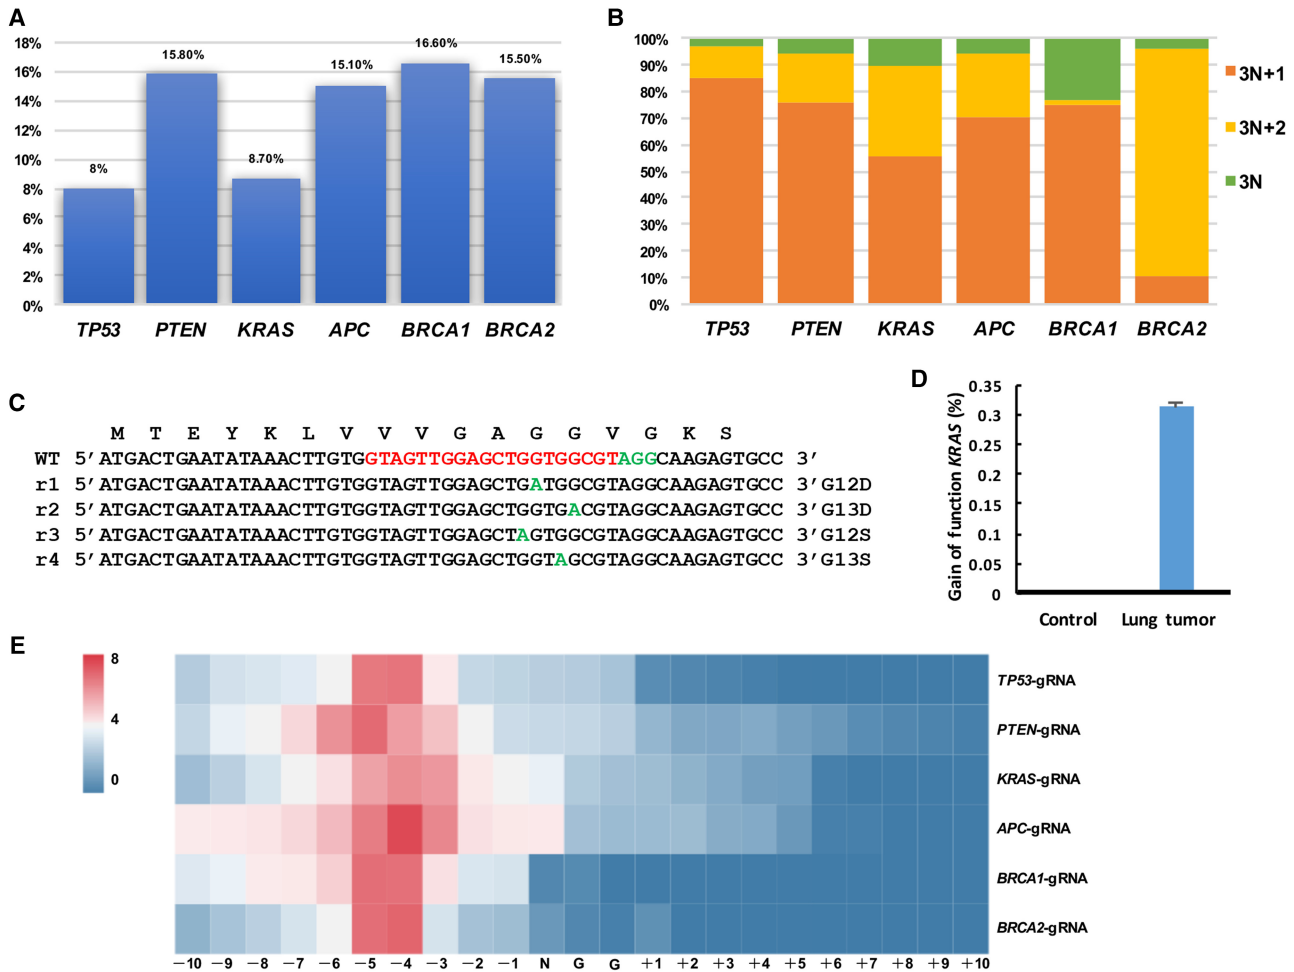 A
18%
16%
14%
12%
10%
8%
6%
4%
2%
0%
8%
15.80%
8.70%
15.10%
16.60%
15.50%
TP53 PTEN KRAS APC BRCA1 BRCA2
B
100%
90%
80%
70%
60%
50%
40%
30%
20%
10%
0%
TP53 PTEN KRAS APC BRCA1 BRCA2
3N+1
3N+2
3N
C
M T E Y K L V V V G A G G V G K S
WT 5’ATGACTGAATATAAACTTGTGGTAGTTGGAGCTGGTGGCGTAGGCAAGAGTGCC 3’
r1 5’ATGACTGAATATAAACTTGTGGTAGTTGGAGCTGATGGCGTAGGCAAGAGTGCC 3’G12D
r2 5’ATGACTGAATATAAACTTGTGGTAGTTGGAGCTGGTGACGTAGGCAAGAGTGCC 3’G13D
r3 5’ATGACTGAATATAAACTTGTGGTAGTTGGAGCTAGTGGCGTAGGCAAGAGTGCC 3’G12S
r4 5’ATGACTGAATATAAACTTGTGGTAGTTGGAGCTGGTAGCGTAGGCAAGAGTGCC 3’G13S
D
Gain of function KRAS (%)
0.35
0.3
0.25
0.2
0.15
0.1
0.05
0
Control Lung tumor
E
8
4
0
TP53-gRNA
PTEN-gRNA
KRAS-gRNA
APC-gRNA
BRCA1-gRNA
BRCA2-gRNA
−10 −9 −8 −7 −6 −5 −4 −3 −2 −1 N G G +1 +2 +3 +4 +5 +6 +7 +8 +9 +10